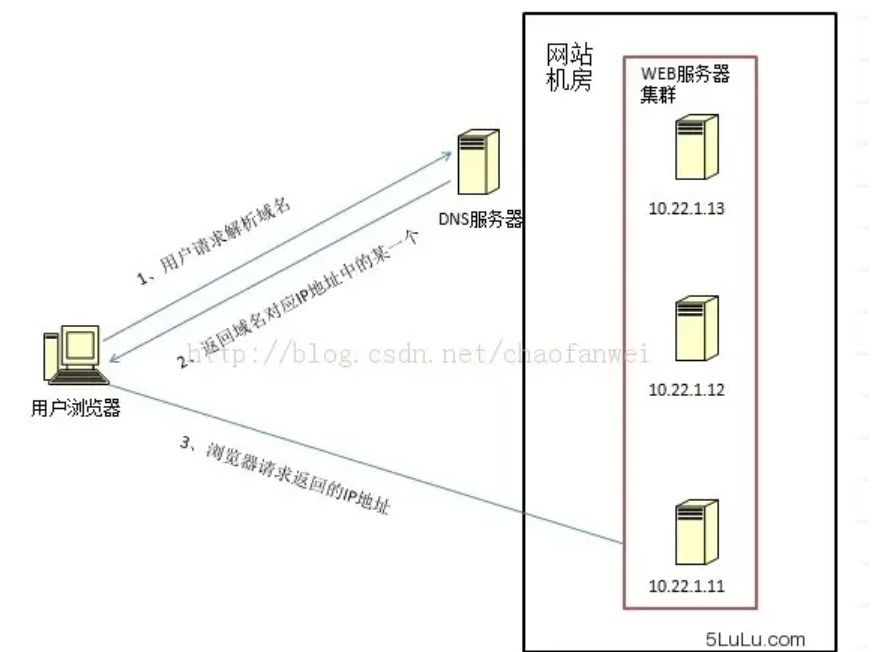 网站
机房
WEB服务器
集群
10.22.1.13
DNS服务器
1、用户请求解析域名
2、返回域名对应IP地址中的某一个
http://blog.csdn.net/chaofanwei
10.22.1.12
用户浏览器
3、浏览器请求返回的IP地址
10.22.1.11
5LuLu.com